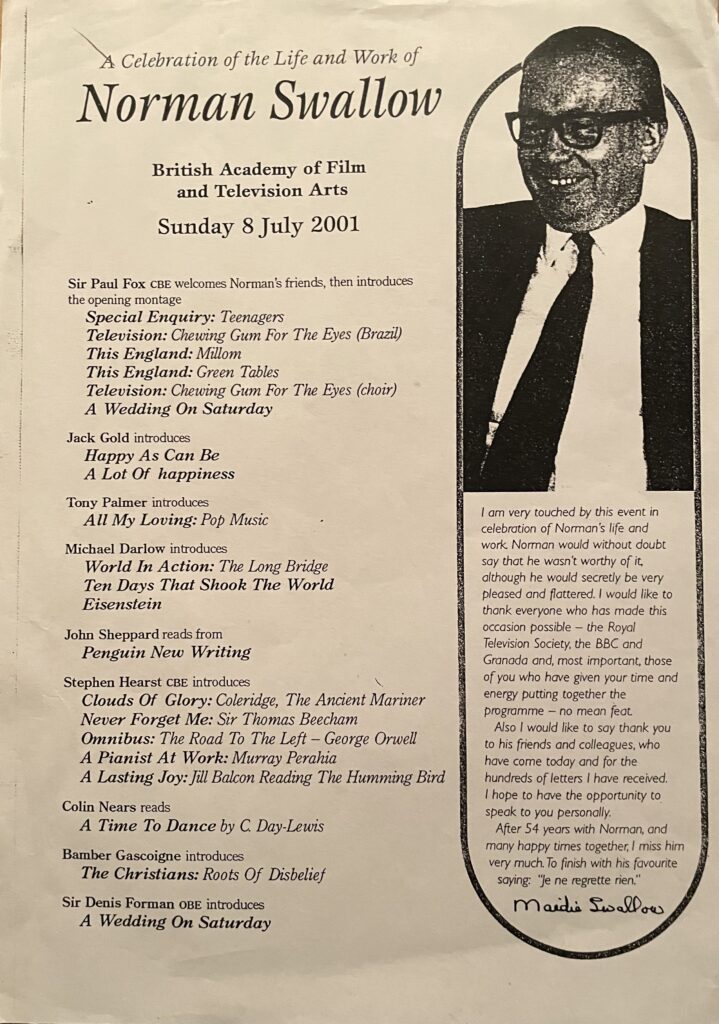 A Celebration of the Life and Work of
Norman Swallow
British Academy of Film
and Television Arts
Sunday 8 July 2001
Sir Paul Fox CBE welcomes Norman's friends, then introduces
the opening montage
Special Enquiry: Teenagers
Television: Chewing Gum For The Eyes (Brazil)
This England: Millom
This England: Green Tables
Television: Chewing Gum For The Eyes (choir)
A Wedding On Saturday
Jack Gold introduces
Happy As Can Be
A Lot Of happiness
Tony Palmer introduces
All My Loving: Pop Music
Michael Darlow introduces
World In Action: The Long Bridge
Ten Days That Shook The World
Eisenstein
John Sheppard reads from
Penguin New Writing
Stephen Hearst CBE introduces
Clouds Of Glory: Coleridge, The Ancient Mariner
Never Forget Me: Sir Thomas Beecham
Omnibus: The Road To The Left – George Orwell
A Pianist At Work: Murray Perahia
A Lasting Joy: Jill Balcon Reading The Humming Bird
Colin Nears reads
A Time To Dance by C. Day-Lewis
Bamber Gascoigne introduces
The Christians: Roots Of Disbelief
Sir Denis Forman OBE introduces
A Wedding On Saturday
I am very touched by this event in
celebration of Norman's life and
work. Norman would without doubt
say that he wasn't worthy of it,
although he would secretly be very
pleased and flattered. I would like to
thank everyone who has made this
occasion possible – the Royal
Television Society, the BBC and
Granada and, most important, those
of you who have given your time and
energy putting together the
programme – no mean feat.
Also I would like to say thank you
to his friends and colleagues, who
have come today and for the
hundreds of letters I have received.
I hope to have the opportunity to
speak to you personally.
After 54 years with Norman, and
many happy times together, I miss him
very much. To finish with his favourite
saying: "Je ne regrette rien."
Maidie Swallow